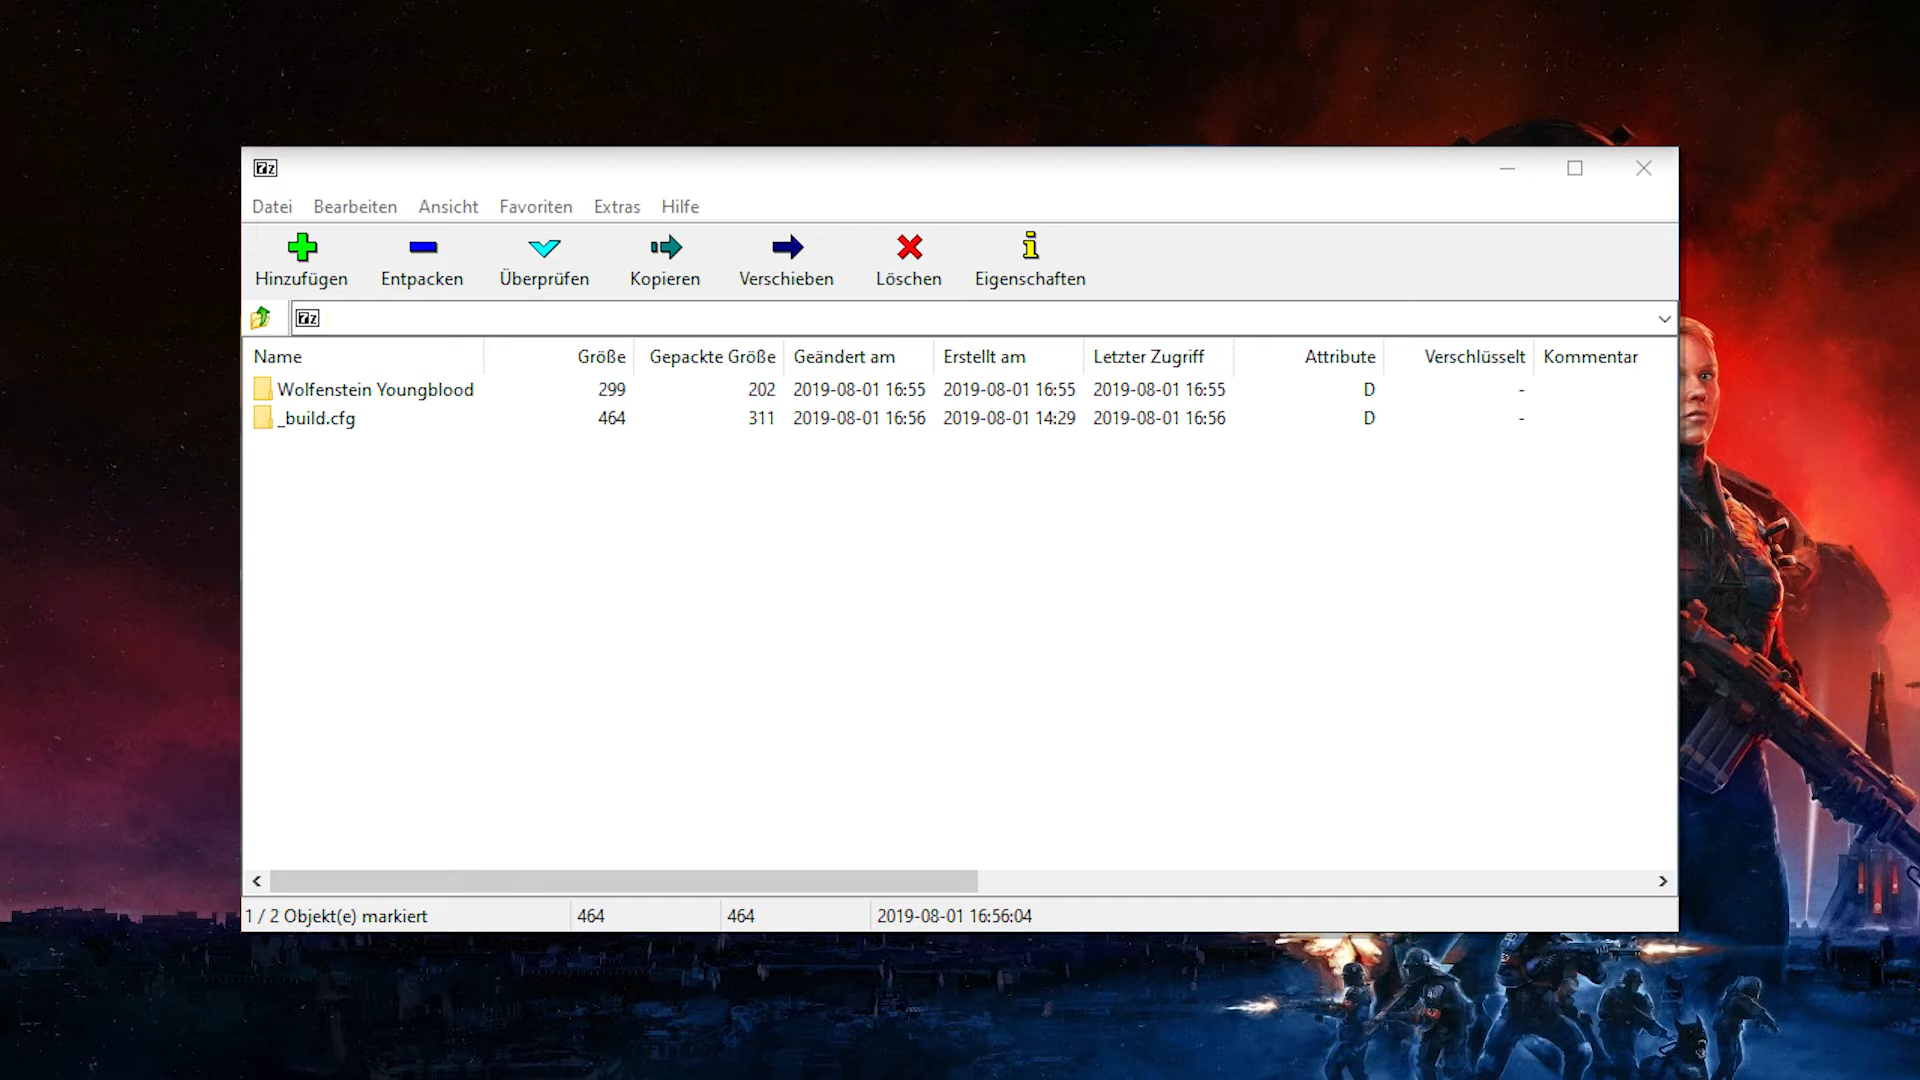 7z
Datei Bearbeiten Ansicht Favoriten Extras Hilfe
Hinzufügen Entpacken Überprüfen Kopieren Verschieben Löschen Eigenschaften
7z
Name Größe Gepackte Größe Geändert am Erstellt am Letzter Zugriff Attribute Verschlüsselt Kommentar
Wolfenstein Youngblood 299 202 2019-08-01 16:55 2019-08-01 16:55 2019-08-01 16:55 D -
_build.cfg 464 311 2019-08-01 16:56 2019-08-01 14:29 2019-08-01 16:56 D -
1 / 2 Objekt(e) markiert 464 464 2019-08-01 16:56:04